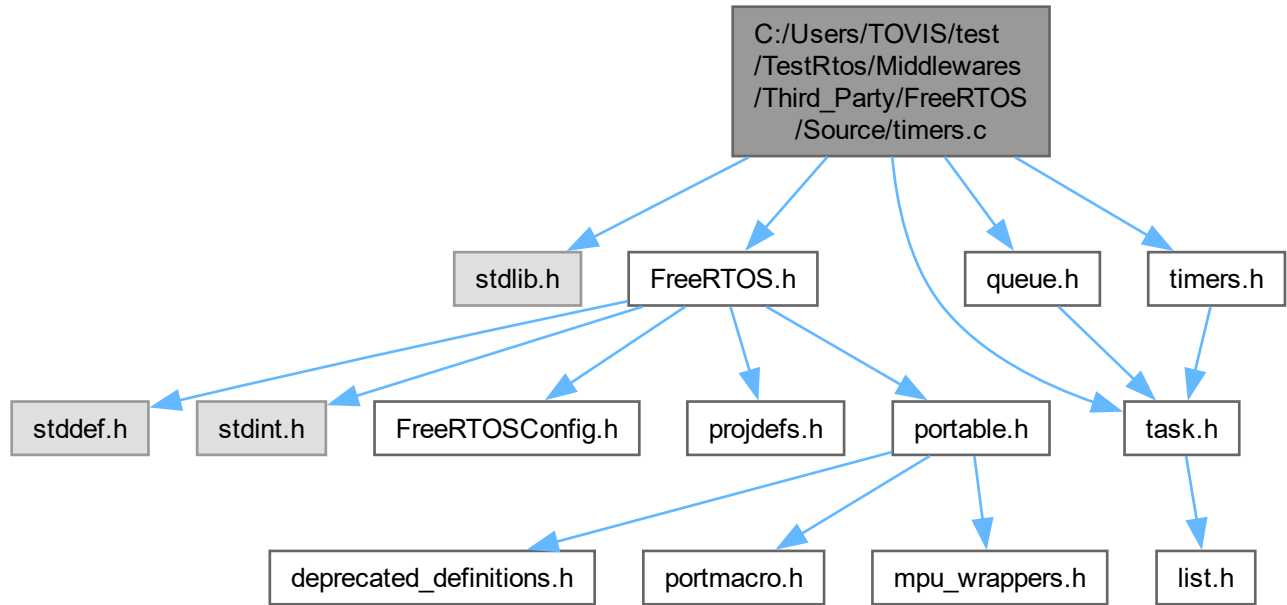 C:/Users/TOVIS/test
/TestRtos/Middlewares
/Third_Party/FreeRTOS
/Source/timers.c
stdlib.h
FreeRTOS.h
queue.h
timers.h
stddef.h
stdint.h
FreeRTOSConfig.h
projdefs.h
portable.h
task.h
deprecated_definitions.h
portmacro.h
mpu_wrappers.h
list.h